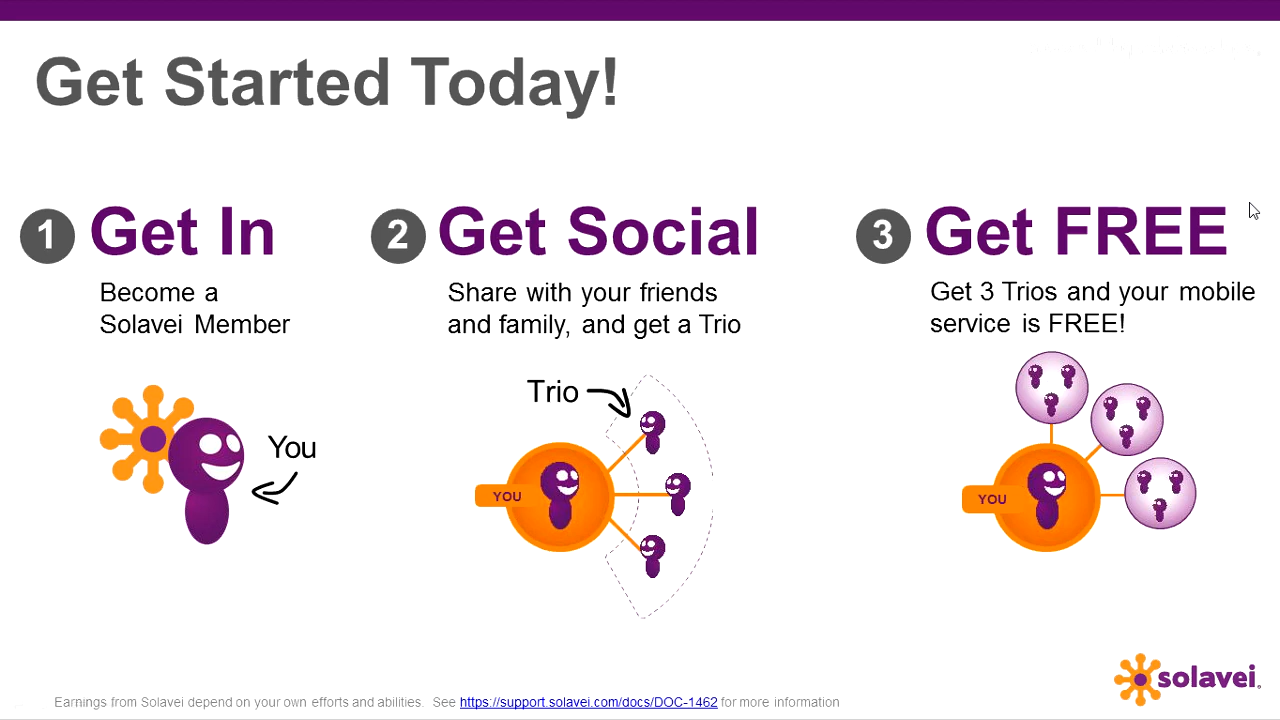 Get Started Today!
1 Get In
Become a
Solavei Member
You
2 Get Social
Share with your friends
and family, and get a Trio
Trio
YOU
3 Get FREE
Get 3 Trios and your mobile
service is FREE!
YOU
solavei
Earnings from Solavei depend on your own efforts and abilities. https://support.solavei.com/docs/DOC-1462 for more information